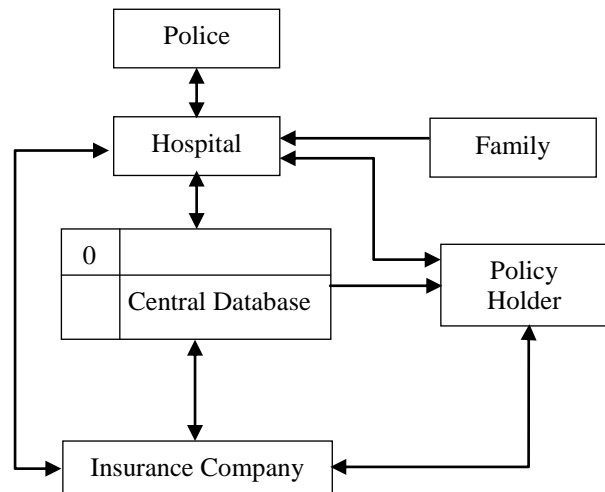 Police
Hospital
Family
0
Central Database
Policy
Holder
Insurance Company